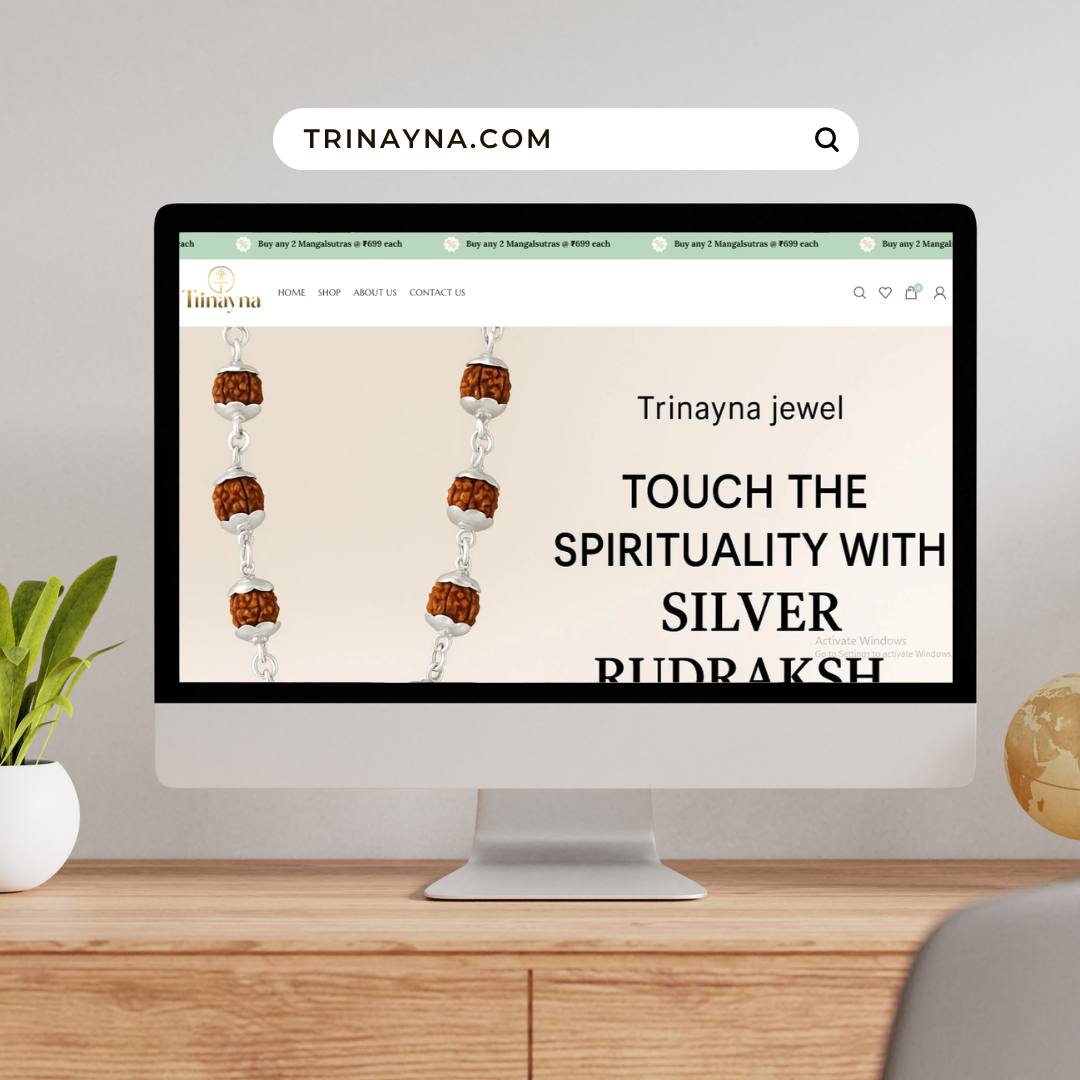 TRINAYNA.COM
each Buy any 2 Mangalsutras @ ₹699 each Buy any 2 Mangalsutras @ ₹699 each Buy any 2 Mangalsutras @ ₹699 each Buy any 2
Trinayna HOME SHOP ABOUT US CONTACT US 0
Trinayna jewel
TOUCH THE
SPIRITUALITY WITH
SILVER
RUDRAKSH
Activate Windows
Go to Settings to activate Windows.